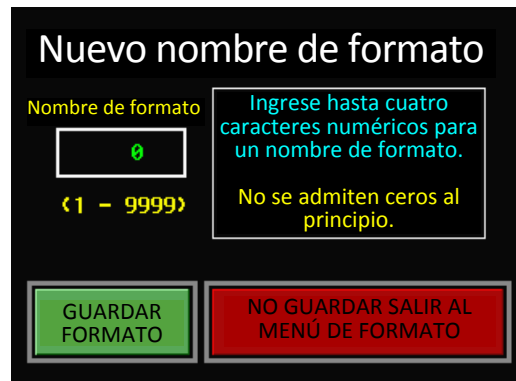 Nuevo nombre de formato
Nombre de formato
0
(1 - 9999)
Ingrese hasta cuatro
caracteres numéricos para
un nombre de formato.
No se admiten ceros al
principio.
GUARDAR
FORMATO
NO GUARDAR SALIR AL
MENÚ DE FORMATO